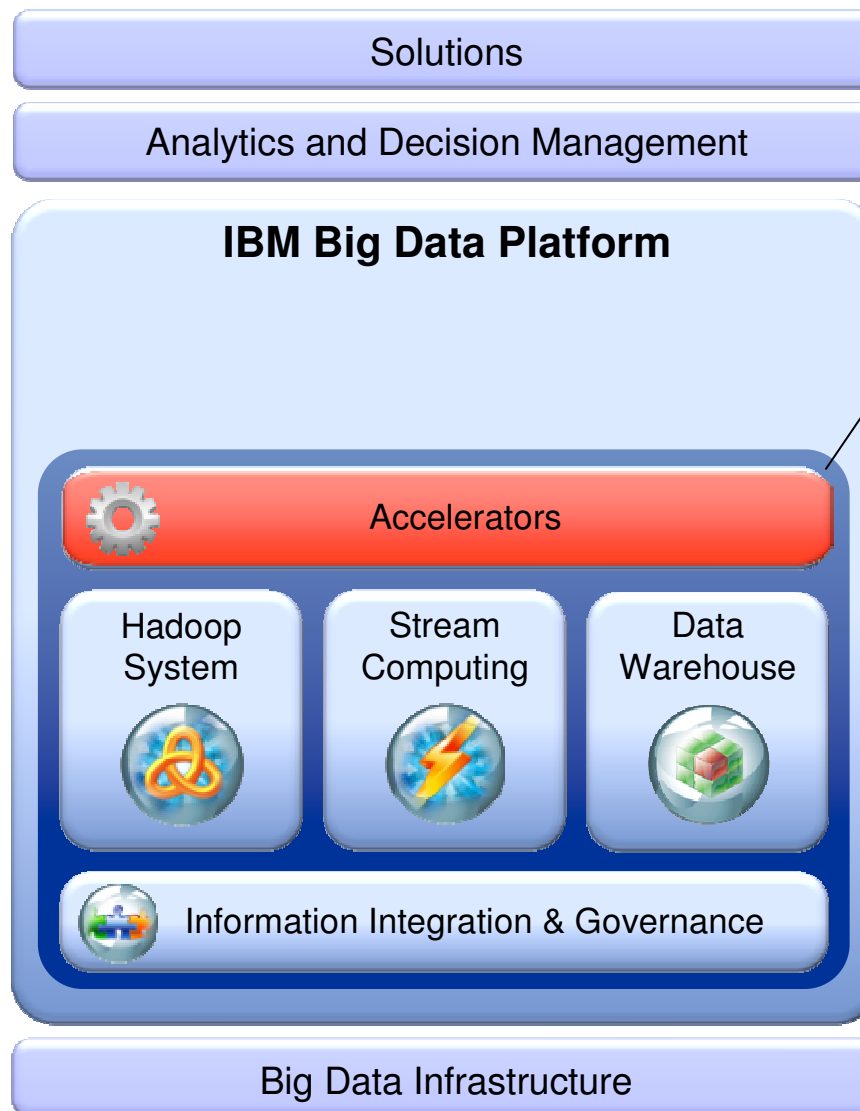 Solutions
Analytics and Decision Management
IBM Big Data Platform
Accelerators
Hadoop
System
Stream
Computing
Data
Warehouse
Information Integration & Governance
Big Data Infrastructure